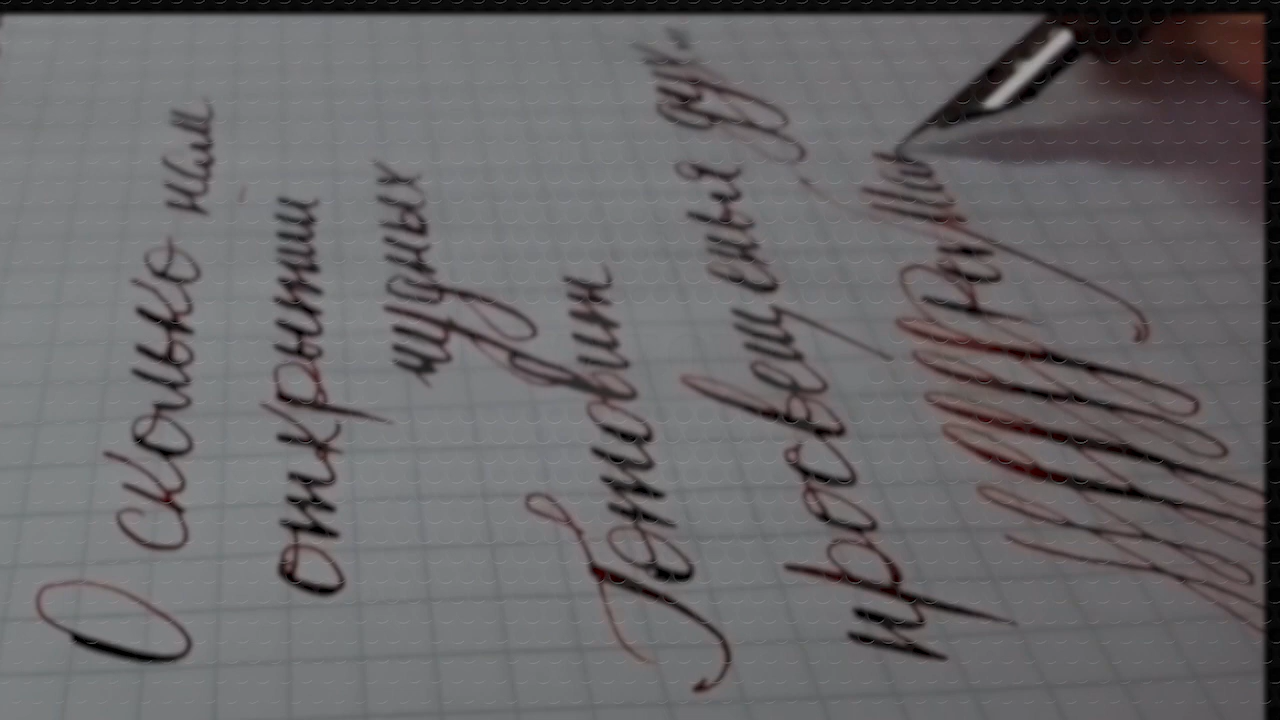 О сколько нам
открытий
чудных
Готовит
просвещенья дух